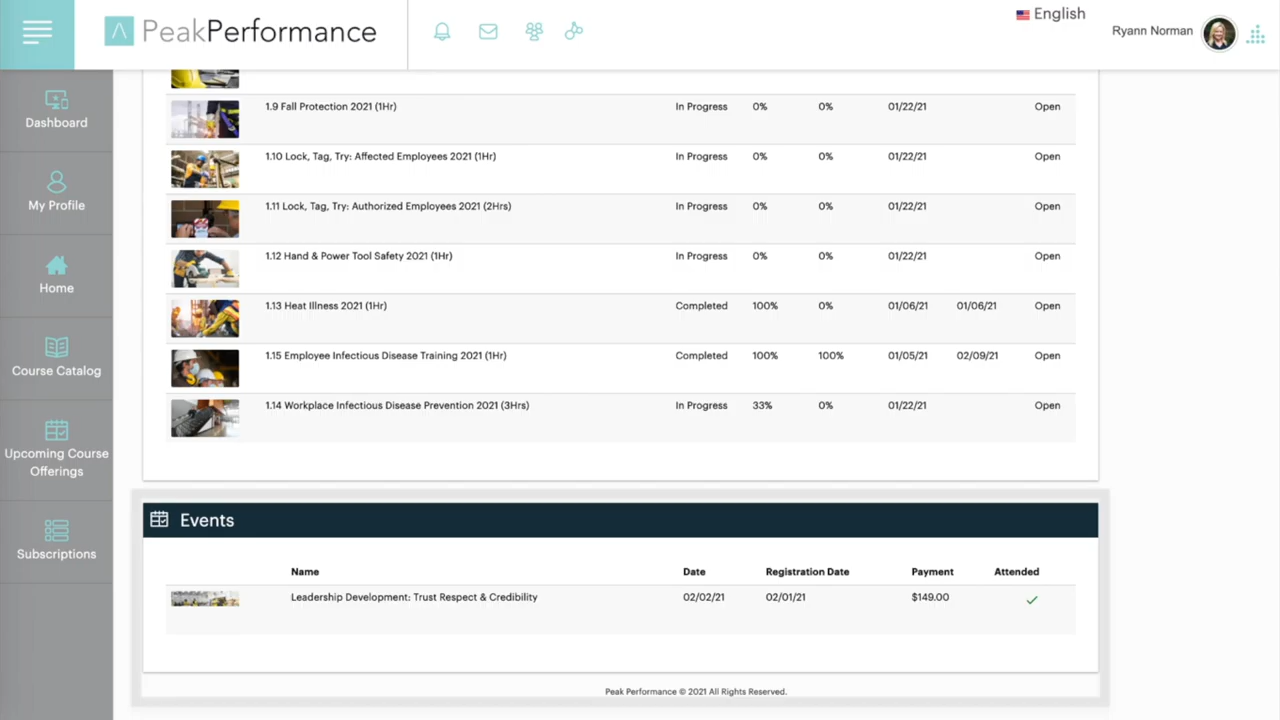 PeakPerformance
English
Ryann Norman
Dashboard
My Profile
Home
Course Catalog
Upcoming Course
Offerings
Subscriptions
1.9 Fall Protection 2021 (1Hr) In Progress 0% 0% 01/22/21 Open
1.10 Lock, Tag, Try: Affected Employees 2021 (1Hr) In Progress 0% 0% 01/22/21 Open
1.11 Lock, Tag, Try: Authorized Employees 2021 (2Hrs) In Progress 0% 0% 01/22/21 Open
1.12 Hand & Power Tool Safety 2021 (1Hr) In Progress 0% 0% 01/22/21 Open
1.13 Heat Illness 2021 (1Hr) Completed 100% 0% 01/06/21 01/06/21 Open
1.15 Employee Infectious Disease Training 2021 (1Hr) Completed 100% 100% 01/05/21 02/09/21 Open
1.14 Workplace Infectious Disease Prevention 2021 (3Hrs) In Progress 33% 0% 01/22/21 Open
Events
Name Date Registration Date Payment Attended
Leadership Development: Trust Respect & Credibility 02/02/21 02/01/21 $149.00
Peak Performance © 2021 All Rights Reserved.